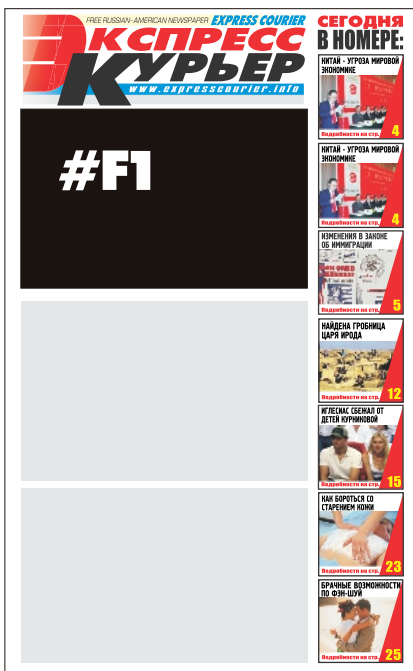 FREE RUSSIAN-AMERICAN NEWSPAPER EXPRESS COURIER
ЭКСПРЕСС
КУРЬЕР
www.expresscourier.info
#F1
СЕГОДНЯ
В НОМЕРЕ:
КИТАЙ - УГРОЗА МИРОВОЙ
ЭКОНОМИКЕ
Подробности на стр. 4
КИТАЙ - УГРОЗА МИРОВОЙ
ЭКОНОМИКЕ
Подробности на стр. 4
ИЗМЕНЕНИЯ В ЗАКОНЕ
ОБ ИММИГРАЦИИ
Подробности на стр. 5
НАЙДЕНА ГРОБНИЦА
ЦАРЯ ИРОДА
Подробности на стр. 12
ИГЛЕСИАС СБЕЖАЛ ОТ
ДЕТЕЙ КУРНИКОВОЙ
Подробности на стр. 15
КАК БОРОТЬСЯ СО
СТАРЕНИЕМ КОЖИ
Подробности на стр. 23
БРАЧНЫЕ ВОЗМОЖНОСТИ
ПО ФЭН-ШУЙ
Подробности на стр. 25